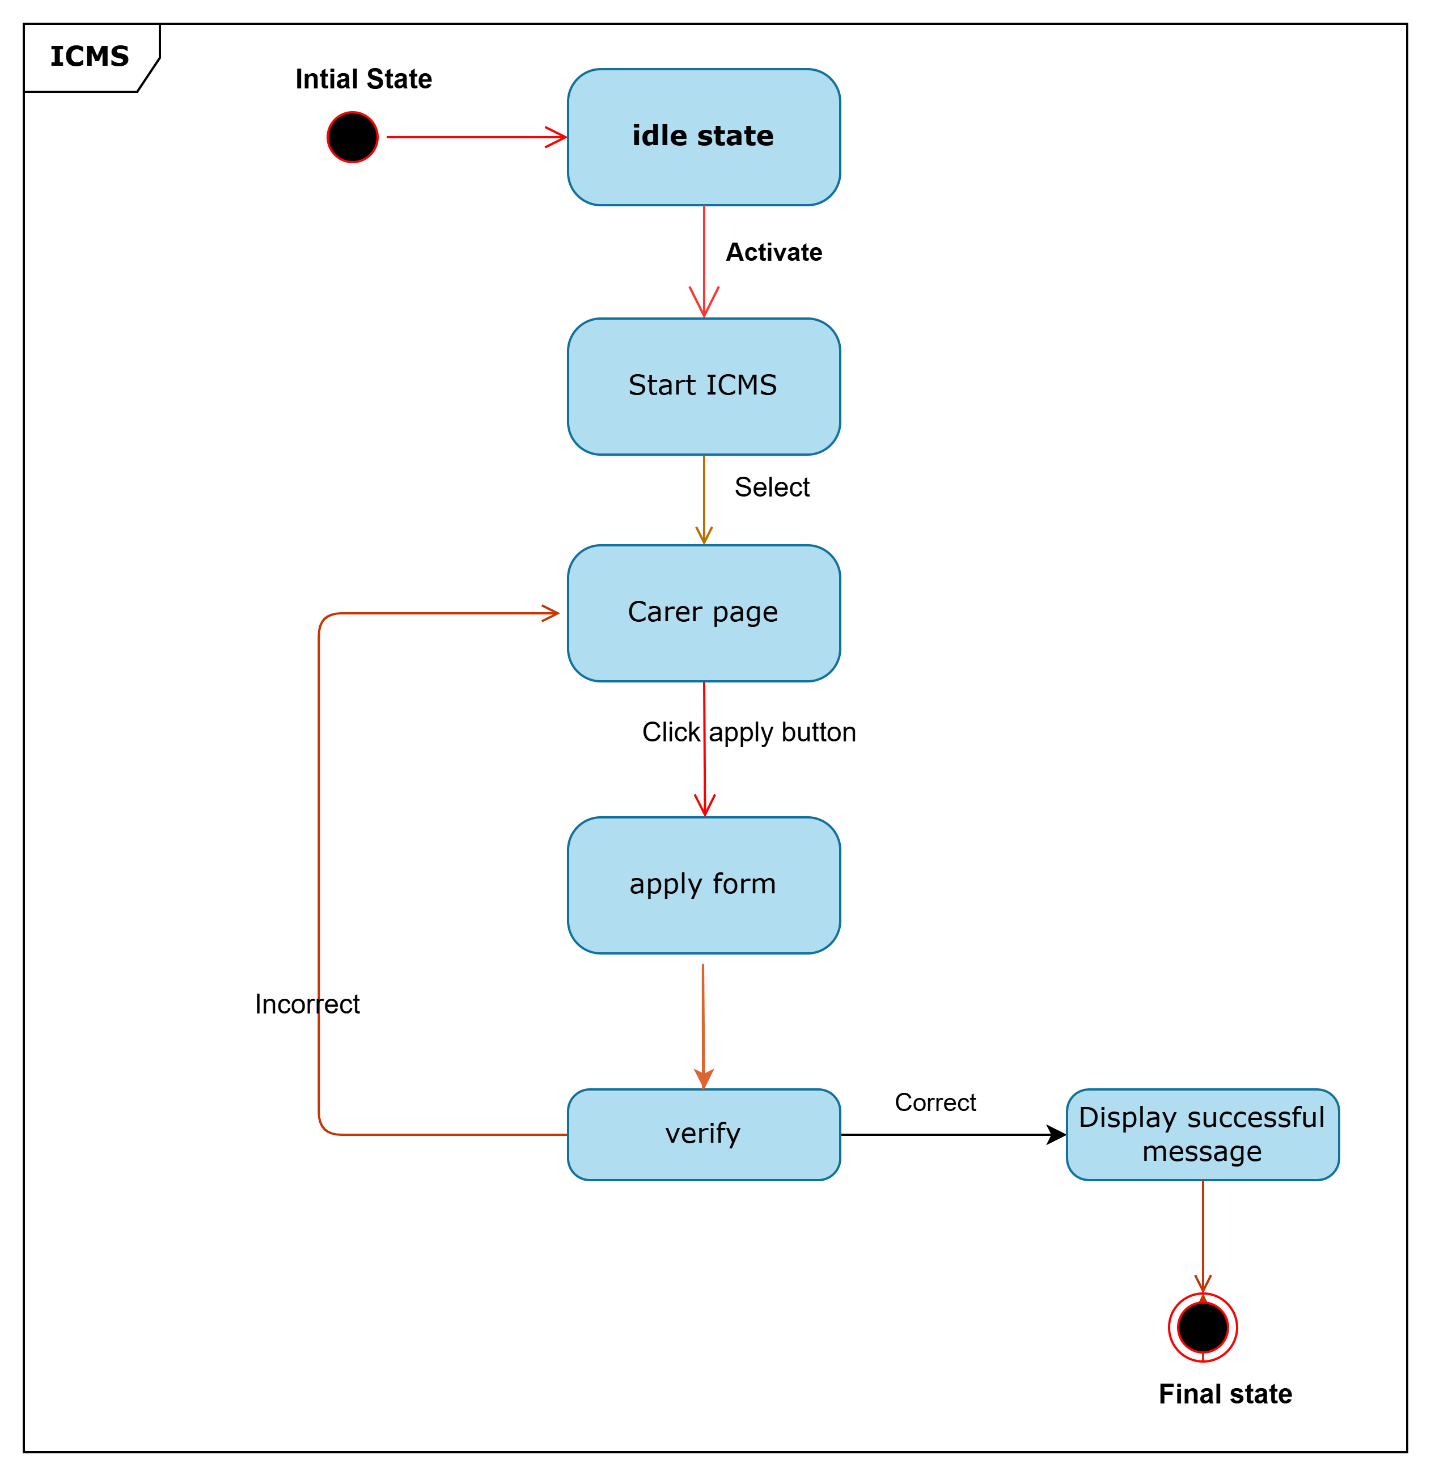 ICMS
Intial State
idle state
Activate
Start ICMS
Select
Carer page
Click apply button
apply form
Incorrect
verify
Correct
Display successful
message
Final state